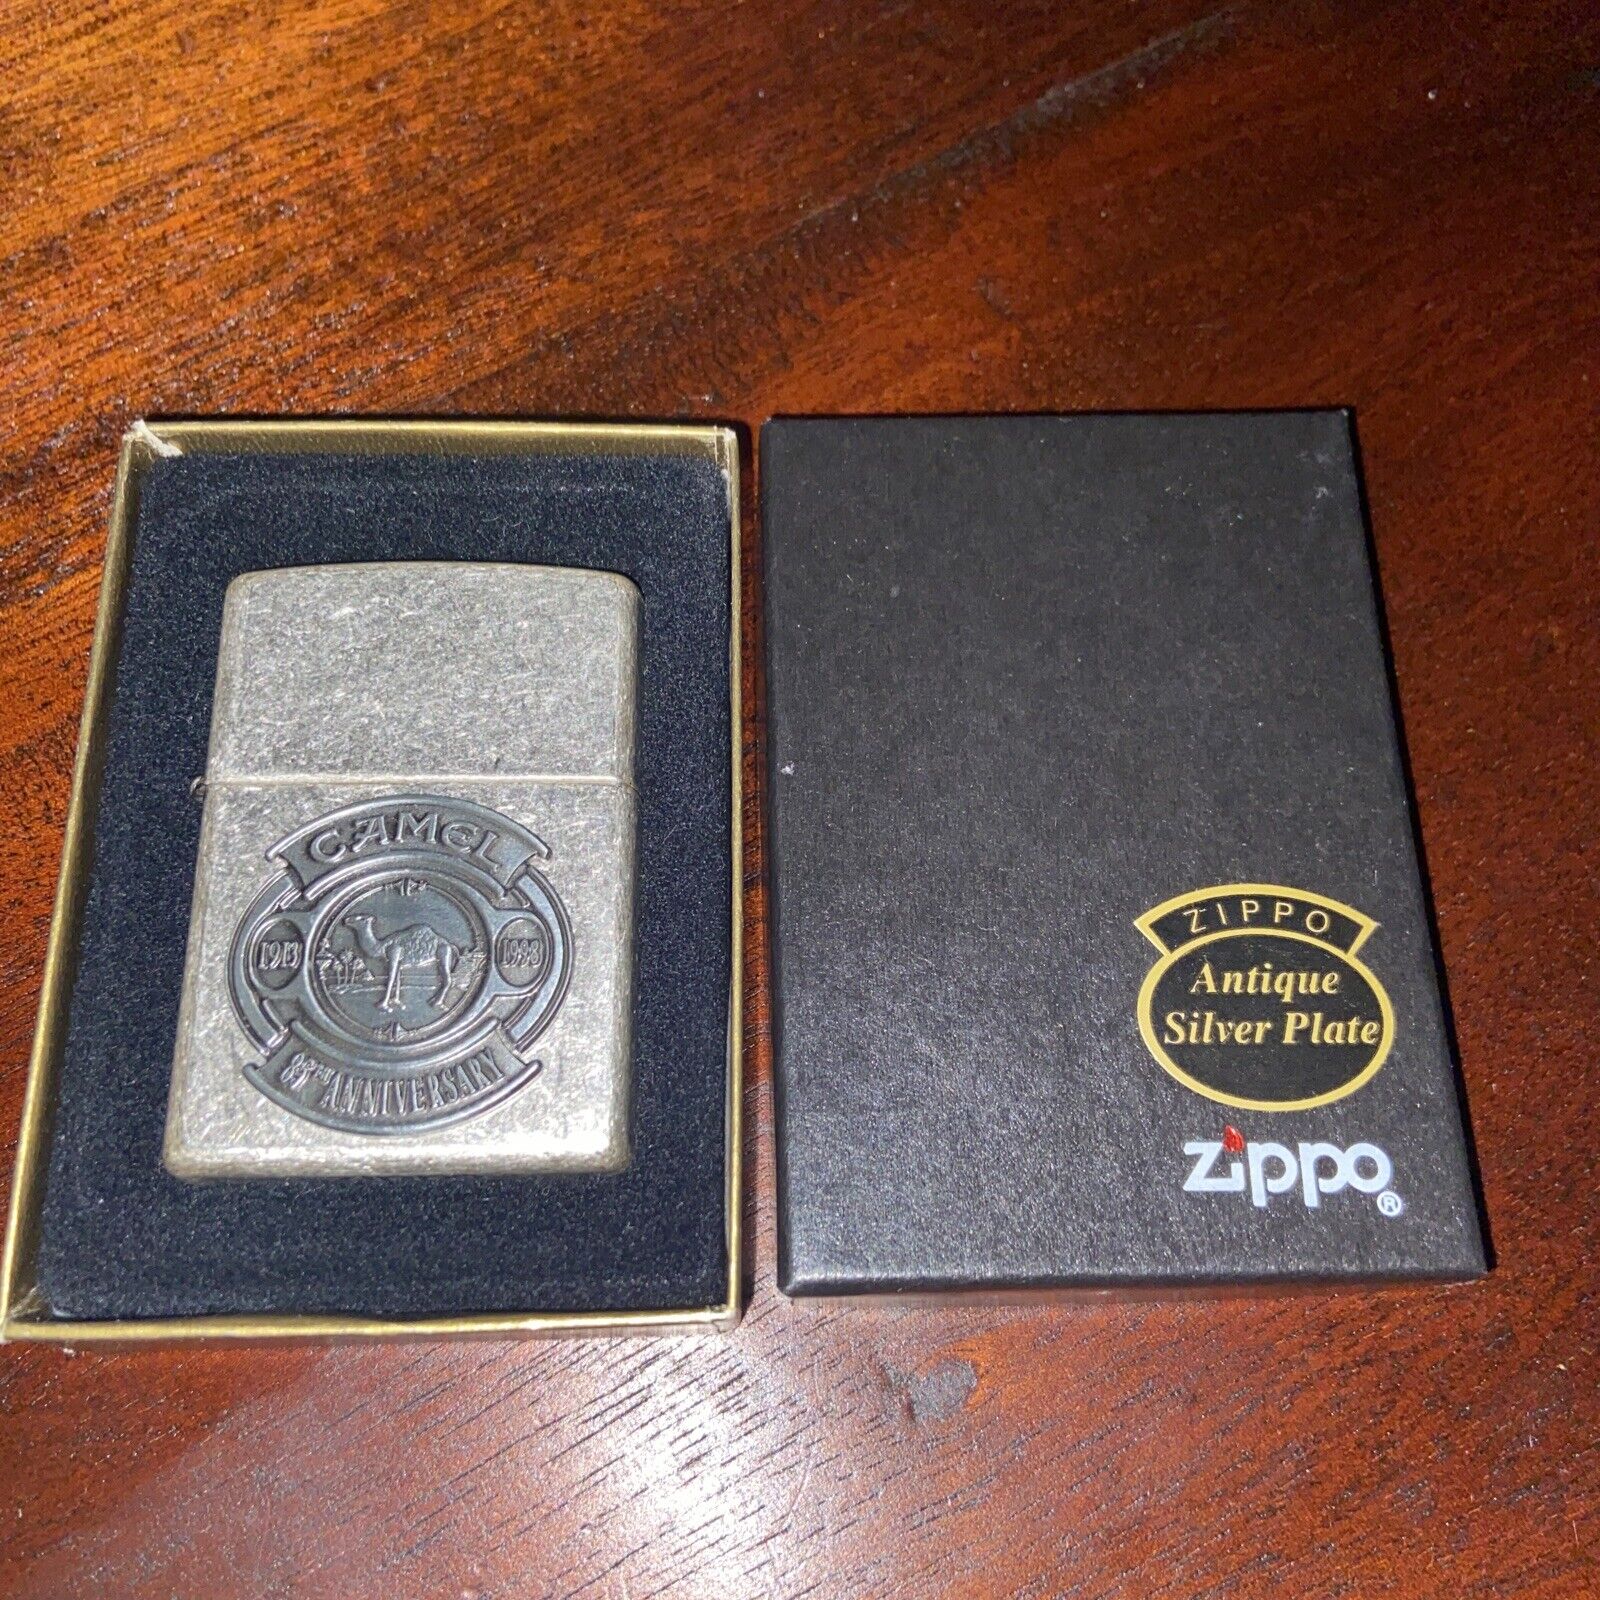 CAMEL
1913
1998
85TH ANNIVERSARY
ZIPPO
Antique
Silver Plate
zippo®